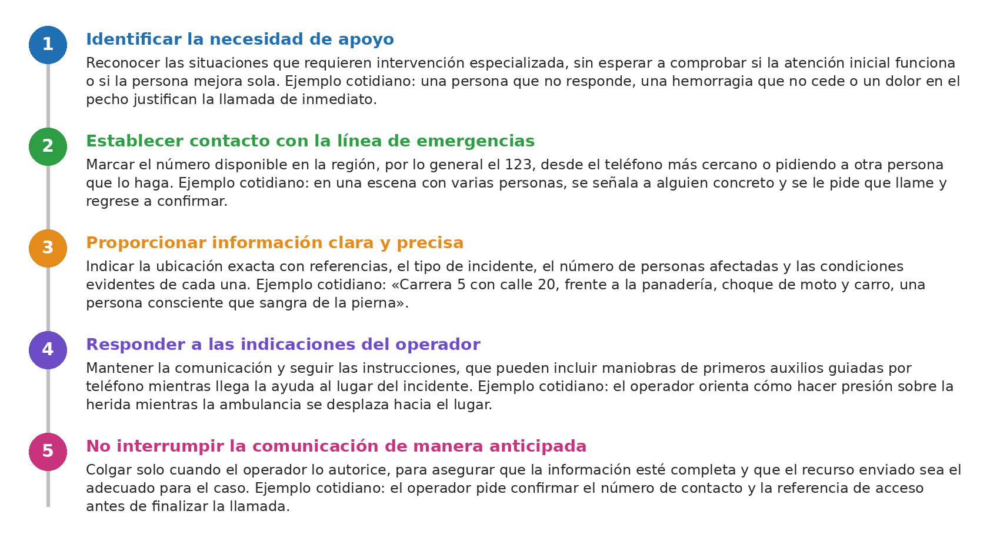 1
Identificar la necesidad de apoyo
Reconocer las situaciones que requieren intervención especializada, sin esperar a comprobar si la atención inicial funciona
o si la persona mejora sola. Ejemplo cotidiano: una persona que no responde, una hemorragia que no cede o un dolor en el
pecho justifican la llamada de inmediato.
2
Establecer contacto con la línea de emergencias
Marcar el número disponible en la región, por lo general el 123, desde el teléfono más cercano o pidiendo a otra persona
que lo haga. Ejemplo cotidiano: en una escena con varias personas, se señala a alguien concreto y se le pide que llame y
regrese a confirmar.
3
Proporcionar información clara y precisa
Indicar la ubicación exacta con referencias, el tipo de incidente, el número de personas afectadas y las condiciones
evidentes de cada una. Ejemplo cotidiano: «Carrera 5 con calle 20, frente a la panadería, choque de moto y carro, una
persona consciente que sangra de la pierna».
4
Responder a las indicaciones del operador
Mantener la comunicación y seguir las instrucciones, que pueden incluir maniobras de primeros auxilios guiadas por
teléfono mientras llega la ayuda al lugar del incidente. Ejemplo cotidiano: el operador orienta cómo hacer presión sobre la
herida mientras la ambulancia se desplaza hacia el lugar.
5
No interrumpir la comunicación de manera anticipada
Colgar solo cuando el operador lo autorice, para asegurar que la información esté completa y que el recurso enviado sea el
adecuado para el caso. Ejemplo cotidiano: el operador pide confirmar el número de contacto y la referencia de acceso
antes de finalizar la llamada.